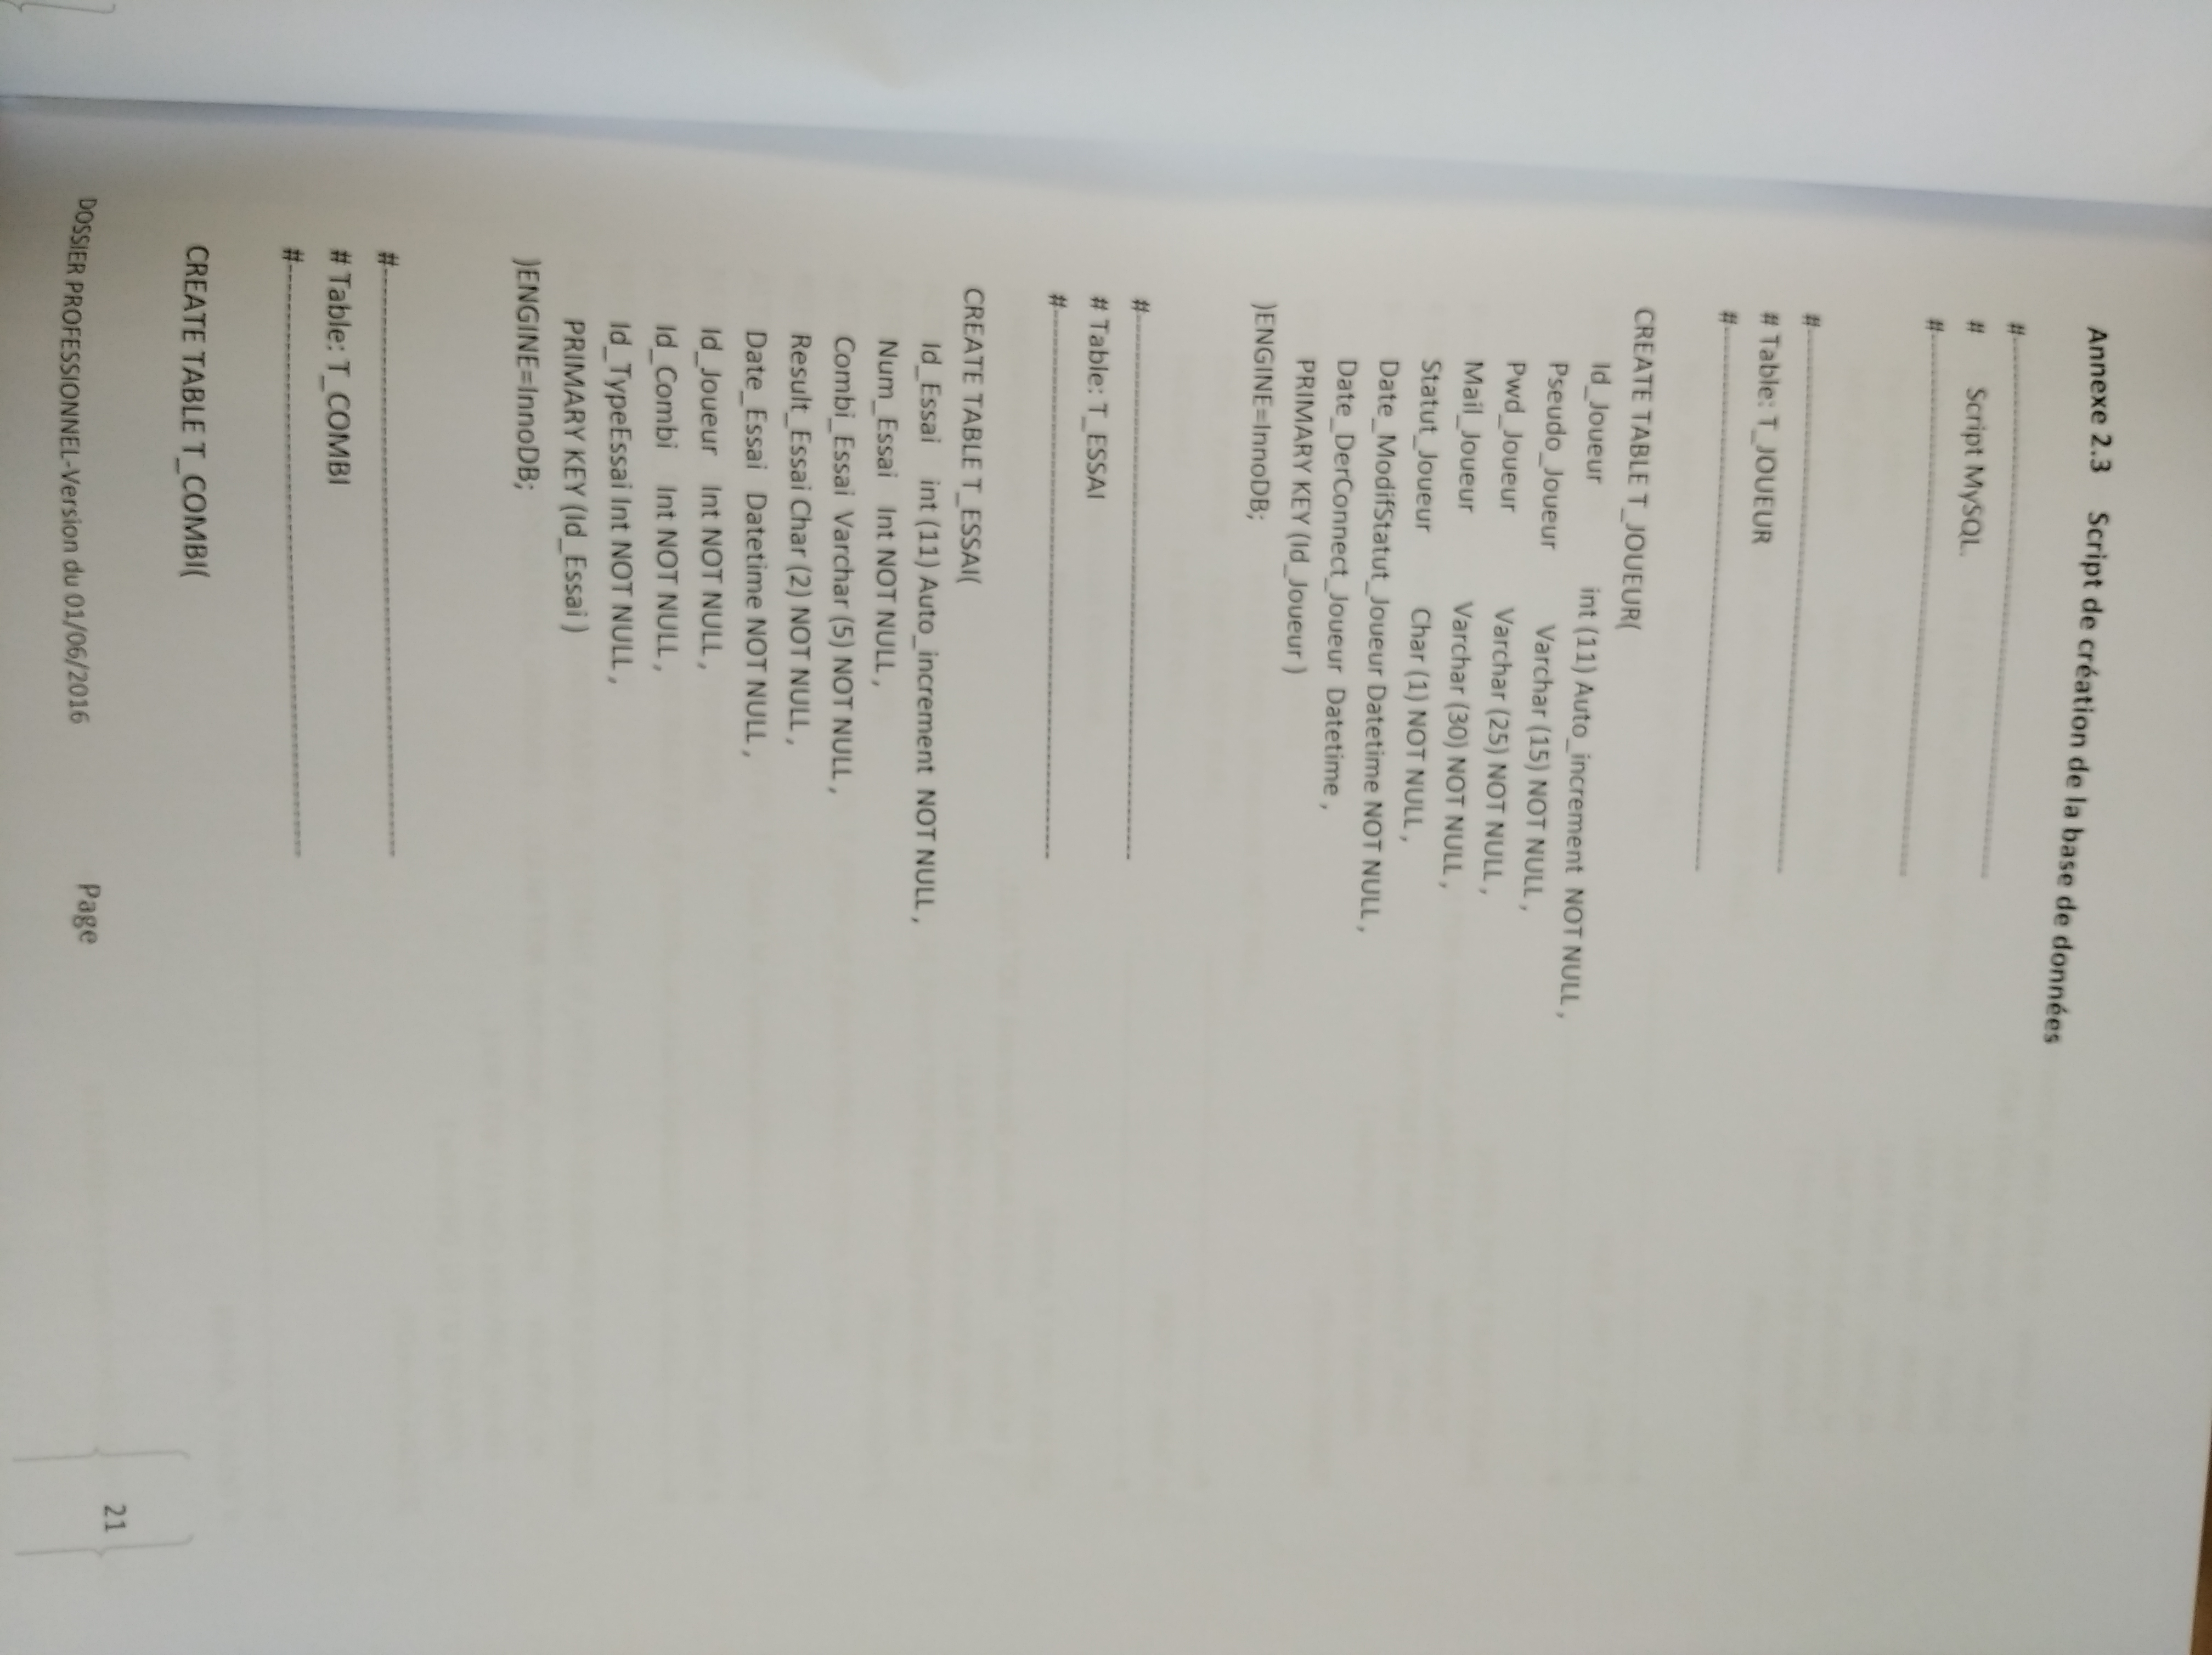 Annexe 2.3 Script de création de la base de données
#------------------------------------------------------------
# Script MySQL.
#------------------------------------------------------------
#------------------------------------------------------------
# Table: T_JOUEUR
#------------------------------------------------------------
CREATE TABLE T_JOUEUR(
Id_Joueur int (11) Auto_increment NOT NULL ,
Pseudo_Joueur Varchar (15) NOT NULL ,
Pwd_Joueur Varchar (25) NOT NULL ,
Mail_Joueur Varchar (30) NOT NULL ,
Statut_Joueur Char (1) NOT NULL ,
Date_ModifStatut_Joueur Datetime NOT NULL ,
Date_DerConnect_Joueur Datetime ,
PRIMARY KEY (Id_Joueur )
)ENGINE=InnoDB;
#------------------------------------------------------------
# Table: T_ESSAI
#------------------------------------------------------------
CREATE TABLE T_ESSAI(
Id_Essai int (11) Auto_increment NOT NULL ,
Num_Essai Int NOT NULL ,
Combi_Essai Varchar (5) NOT NULL ,
Result_Essai Char (2) NOT NULL ,
Date_Essai Datetime NOT NULL ,
Id_Joueur Int NOT NULL ,
Id_Combi Int NOT NULL ,
Id_TypeEssai Int NOT NULL ,
PRIMARY KEY (Id_Essai )
)ENGINE=InnoDB;
#------------------------------------------------------------
# Table: T_COMBI
#------------------------------------------------------------
CREATE TABLE T_COMBI(
DOSSIER PROFESSIONNEL-Version du 01/06/2016 Page 21